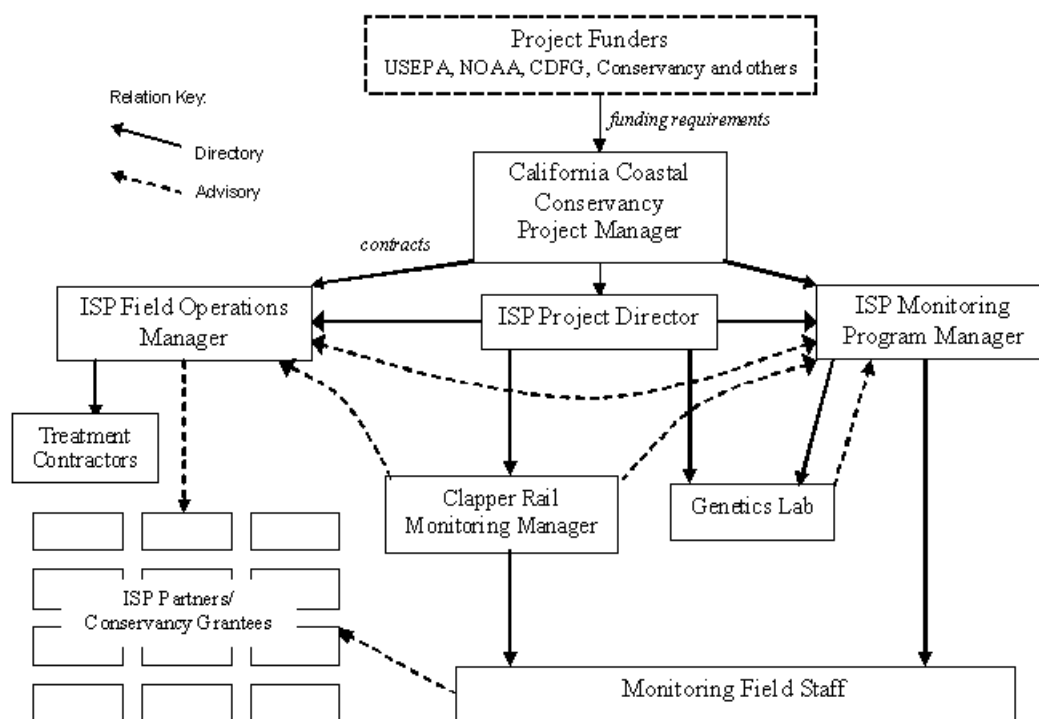 Project Funders
USEPA, NOAA, CDFG, Conservancy and others
Relation Key:
Directory
Advisory
funding requirements
California Coastal
Conservancy
Project Manager
contracts
ISP Field Operations
Manager
ISP Project Director
ISP Monitoring
Program Manager
Treatment
Contractors
Clapper Rail
Monitoring Manager
Genetics Lab
ISP Partners/
Conservancy Grantees
Monitoring Field Staff